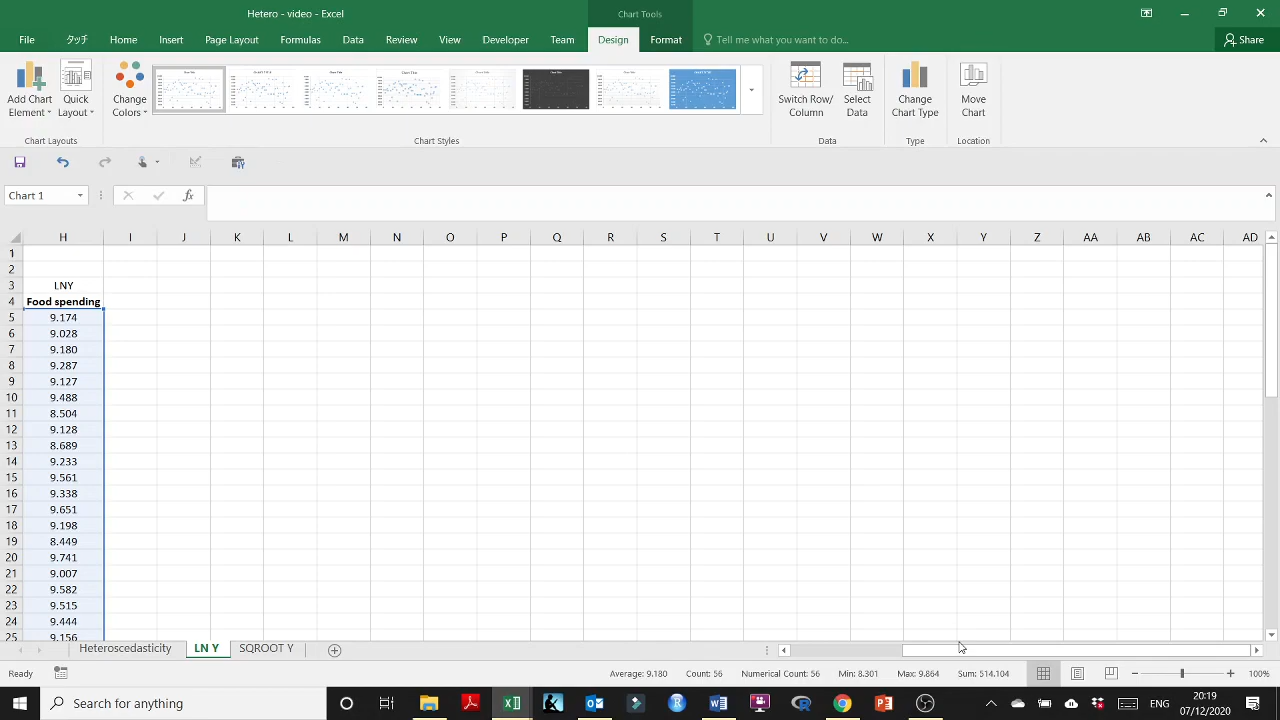 Hetero - video - Excel
Chart Tools
File タッチ Home Insert Page Layout Formulas Data Review View Developer Team Design Format Tell me what you want to do... Share
Add Chart Element Quick Layout Change Colors Switch Row/ Column Select Data Change Chart Type Move Chart
Chart Layouts Chart Styles Data Type Location
Chart 1 fx
H I J K L M N O P Q R S T U V W X Y Z AA AB AC AD
1
2
3 LNY
4 Food spending
5 9.174
6 9.028
7 9.180
8 9.287
9 9.127
10 9.488
11 8.504
12 9.128
13 8.689
14 9.233
15 9.561
16 9.338
17 9.651
18 9.198
19 8.449
20 9.741
21 9.007
22 9.582
23 9.515
24 9.444
25 9.156
Heteroscedasticity LN Y SQROOT Y
Ready Average: 9.180 Count: 56 Numerical Count: 56 Min: 8.301 Max: 9.864 Sum: 514.104 100%
Search for anything ENG 20:19
07/12/2020